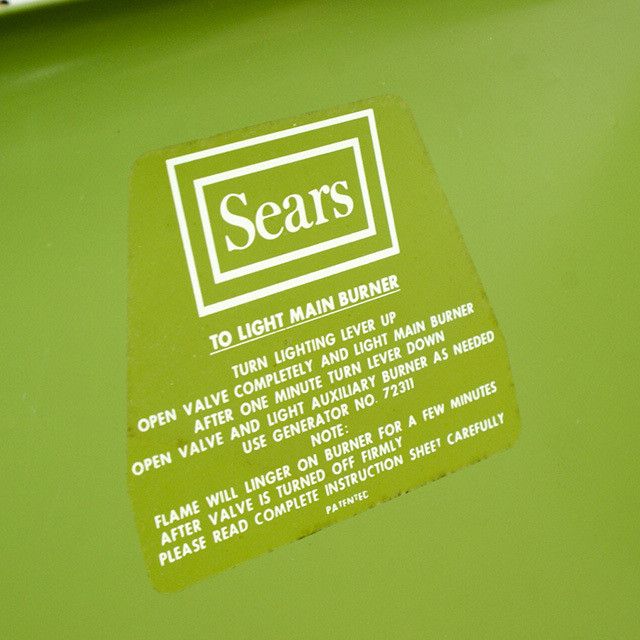 Sears
TO LIGHT MAIN BURNER
TURN LIGHTING LEVER UP
OPEN VALVE COMPLETELY AND LIGHT MAIN BURNER
AFTER ONE MINUTE TURN LEVER DOWN
OPEN VALVE AND LIGHT AUXILIARY BURNER AS NEEDED
USE GENERATOR NO. 72311
NOTE:
FLAME WILL LINGER ON BURNER FOR A FEW MINUTES
AFTER VALVE IS TURNED OFF FIRMLY
PLEASE READ COMPLETE INSTRUCTION SHEET CAREFULLY
PATENTED